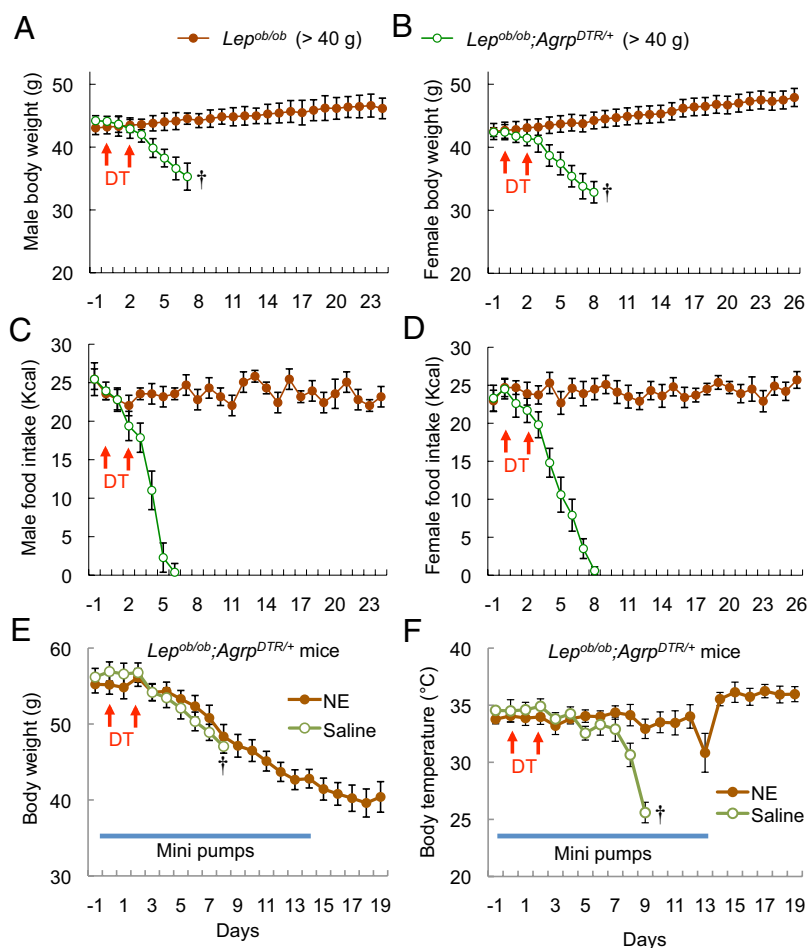 A
Lep^ob/ob (> 40 g)
B
Lep^ob/ob;Agrp^DTR/+ (> 40 g)
Male body weight (g)
50
40
30
20
DT
†
-1 2 5 8 11 14 17 20 23
Female body weight (g)
50
40
30
20
DT
†
-1 2 5 8 11 14 17 20 23 26
C
Male food intake (Kcal)
30
25
20
15
10
5
0
DT
-1 2 5 8 11 14 17 20 23
D
Female food intake (Kcal)
30
25
20
15
10
5
0
DT
-1 2 5 8 11 14 17 20 23 26
E
Lep^ob/ob;Agrp^DTR/+ mice
Body weight (g)
60
50
40
30
DT
NE
Saline
†
Mini pumps
-1 1 3 5 7 9 11 13 15 17 19
Days
F
Lep^ob/ob;Agrp^DTR/+ mice
Body temperature (°C)
40
35
30
25
20
DT
NE
Saline
†
Mini pumps
-1 1 3 5 7 9 11 13 15 17 19
Days